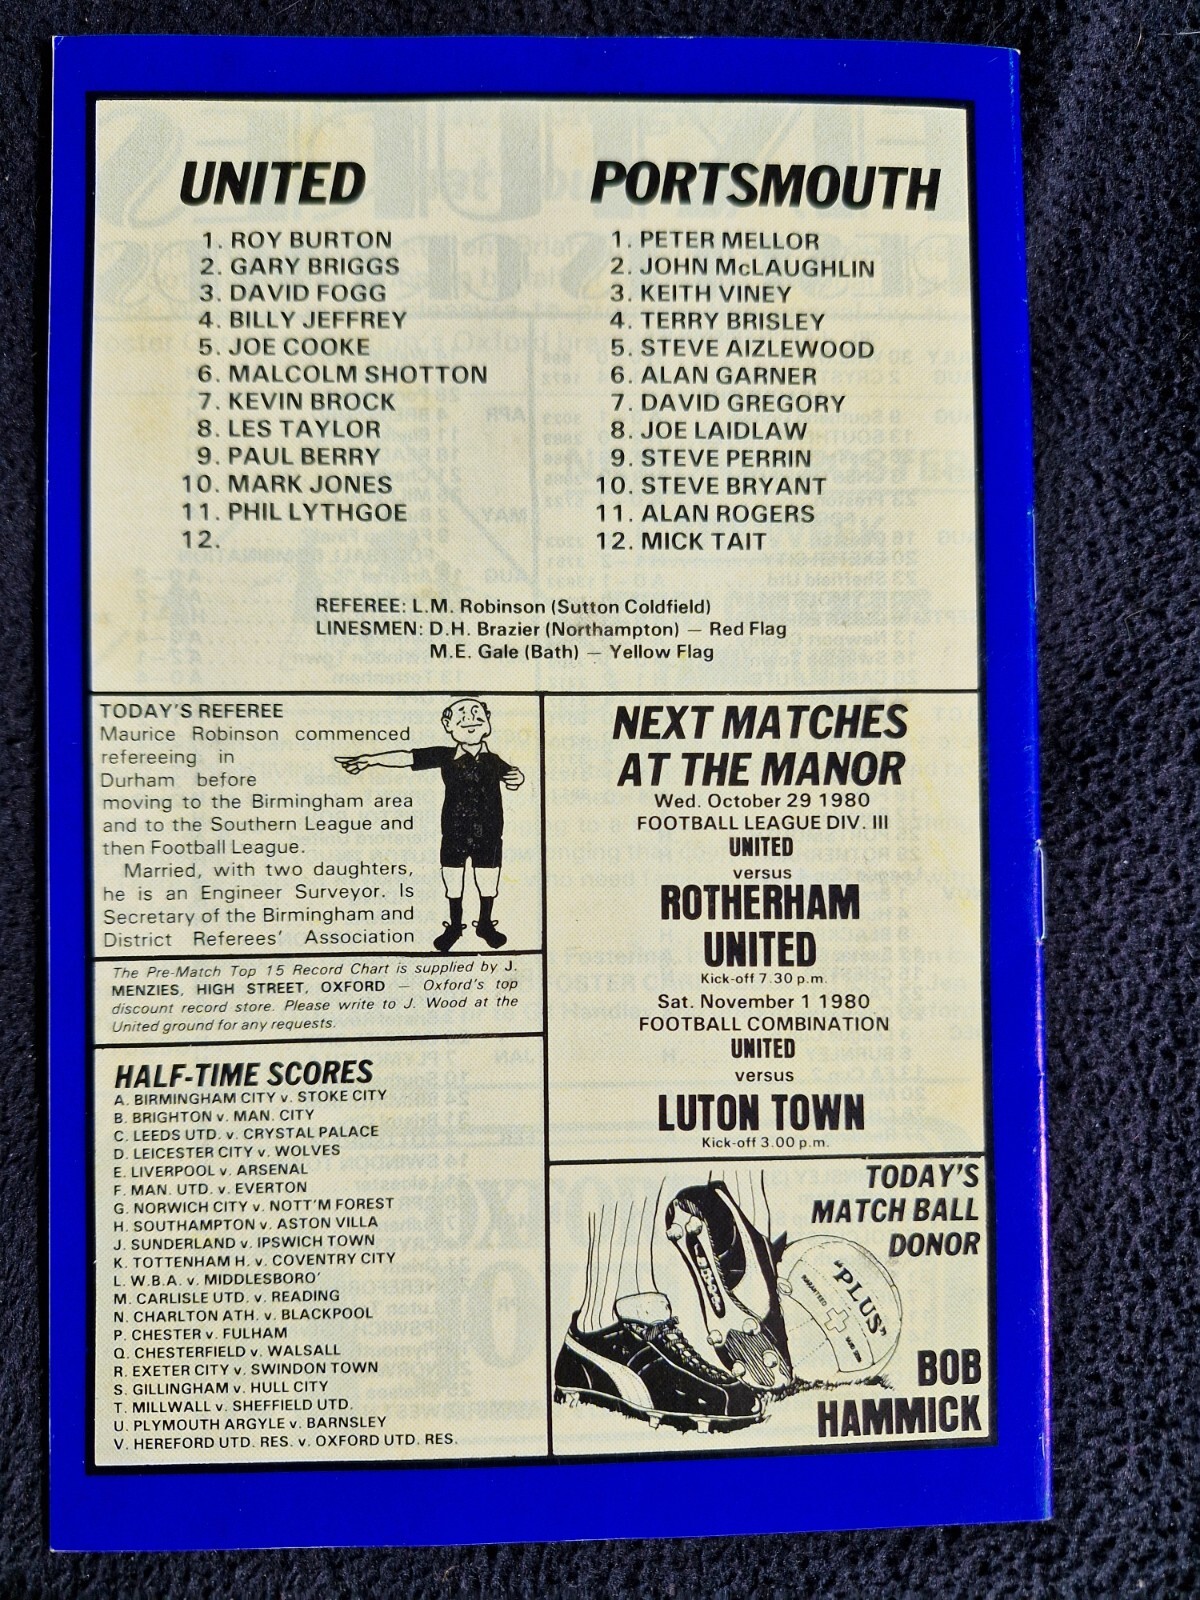 UNITED
1. ROY BURTON
2. GARY BRIGGS
3. DAVID FOGG
4. BILLY JEFFREY
5. JOE COOKE
6. MALCOLM SHOTTON
7. KEVIN BROCK
8. LES TAYLOR
9. PAUL BERRY
10. MARK JONES
11. PHIL LYTHGOE
12.
PORTSMOUTH
1. PETER MELLOR
2. JOHN McLAUGHLIN
3. KEITH VINEY
4. TERRY BRISLEY
5. STEVE AIZLEWOOD
6. ALAN GARNER
7. DAVID GREGORY
8. JOE LAIDLAW
9. STEVE PERRIN
10. STEVE BRYANT
11. ALAN ROGERS
12. MICK TAIT
REFEREE: L.M. Robinson (Sutton Coldfield)
LINESMEN: D.H. Brazier (Northampton) — Red Flag
M.E. Gale (Bath) — Yellow Flag
TODAY'S REFEREE
Maurice Robinson commenced
refereeing in
Durham before
moving to the Birmingham area
and to the Southern League and
then Football League.
Married, with two daughters,
he is an Engineer Surveyor. Is
Secretary of the Birmingham and
District Referees' Association
The Pre-Match Top 15 Record Chart is supplied by J.
MENZIES, HIGH STREET, OXFORD — Oxford's top
discount record store. Please write to J. Wood at the
United ground for any requests.
HALF-TIME SCORES
A. BIRMINGHAM CITY v. STOKE CITY
B. BRIGHTON v. MAN. CITY
C. LEEDS UTD. v. CRYSTAL PALACE
D. LEICESTER CITY v. WOLVES
E. LIVERPOOL v. ARSENAL
F. MAN. UTD. v. EVERTON
G. NORWICH CITY v. NOTT'M FOREST
H. SOUTHAMPTON v. ASTON VILLA
J. SUNDERLAND v. IPSWICH TOWN
K. TOTTENHAM H. v. COVENTRY CITY
L. W.B.A. v. MIDDLESBORO'
M. CARLISLE UTD. v. READING
N. CHARLTON ATH. v. BLACKPOOL
P. CHESTER v. FULHAM
Q. CHESTERFIELD v. WALSALL
R. EXETER CITY v. SWINDON TOWN
S. GILLINGHAM v. HULL CITY
T. MILLWALL v. SHEFFIELD UTD.
U. PLYMOUTH ARGYLE v. BARNSLEY
V. HEREFORD UTD. RES. v. OXFORD UTD. RES.
NEXT MATCHES
AT THE MANOR
Wed. October 29 1980
FOOTBALL LEAGUE DIV. III
UNITED
versus
ROTHERHAM
UNITED
Kick-off 7.30 p.m.
Sat. November 1 1980
FOOTBALL COMBINATION
UNITED
versus
LUTON TOWN
Kick-off 3.00 p.m.
TODAY'S
MATCH BALL
DONOR
"PLUS"
BOB
HAMMICK